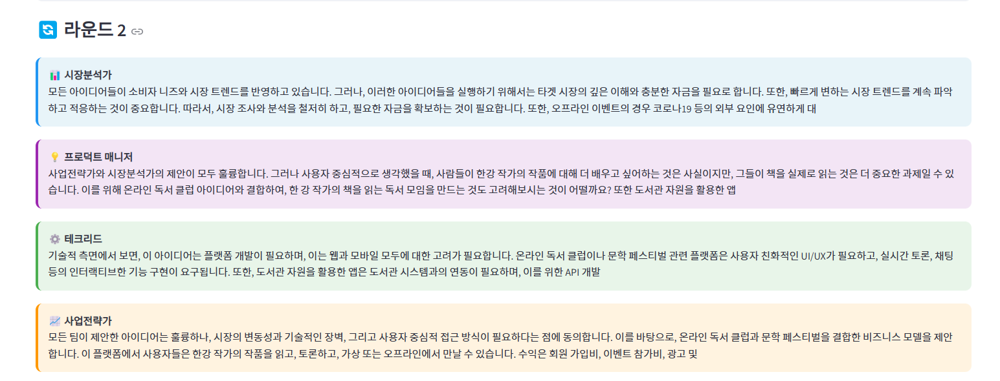 라운드 2
시장분석가
모든 아이디어들이 소비자 니즈와 시장 트렌드를 반영하고 있습니다. 그러나, 이러한 아이디어들을 실행하기 위해서는 타겟 시장의 깊은 이해와 충분한 자금을 필요로 합니다. 또한, 빠르게 변하는 시장 트렌드를 계속 파악
하고 적응하는 것이 중요합니다. 따라서, 시장 조사와 분석을 철저히 하고, 필요한 자금을 확보하는 것이 필요합니다. 또한, 오프라인 이벤트의 경우 코로나19 등의 외부 요인에 유연하게 대
프로덕트 매니저
사업전략가와 시장분석가의 제안이 모두 훌륭합니다. 그러나 사용자 중심적으로 생각했을 때, 사람들이 한강 작가의 작품에 대해 더 배우고 싶어하는 것은 사실이지만, 그들이 책을 실제로 읽는 것은 더 중요한 과제일 수 있
습니다. 이를 위해 온라인 독서 클럽 아이디어와 결합하여, 한 강 작가의 책을 읽는 독서 모임을 만드는 것도 고려해보시는 것이 어떨까요? 또한 도서관 자원을 활용한 앱
테크리드
기술적 측면에서 보면, 이 아이디어는 플랫폼 개발이 필요하며, 이는 웹과 모바일 모두에 대한 고려가 필요합니다. 온라인 독서 클럽이나 문학 페스티벌 관련 플랫폼은 사용자 친화적인 UI/UX가 필요하고, 실시간 토론, 채팅
등의 인터랙티브한 기능 구현이 요구됩니다. 또한, 도서관 자원을 활용한 앱은 도서관 시스템과의 연동이 필요하며, 이를 위한 API 개발
사업전략가
모든 팀이 제안한 아이디어는 훌륭하나, 시장의 변동성과 기술적인 장벽, 그리고 사용자 중심적 접근 방식이 필요하다는 점에 동의합니다. 이를 바탕으로, 온라인 독서 클럽과 문학 페스티벌을 결합한 비즈니스 모델을 제안
합니다. 이 플랫폼에서 사용자들은 한강 작가의 작품을 읽고, 토론하고, 가상 또는 오프라인에서 만날 수 있습니다. 수익은 회원 가입비, 이벤트 참가비, 광고 및